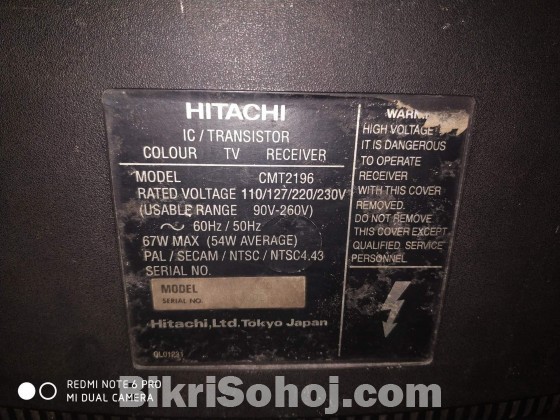 HITACHI
IC / TRANSISTOR
COLOUR TV RECEIVER
MODEL CMT2196
RATED VOLTAGE 110/127/220/230V
(USABLE RANGE 90V-260V)
60Hz / 50Hz
67W MAX (54W AVERAGE)
PAL / SECAM / NTSC / NTSC4.43
SERIAL NO.
MODEL
SERIAL NO.
Hitachi, Ltd. Tokyo Japan
HIGH VOLTAGE
IT IS DANGEROUS
TO OPERATE
RECEIVER
WITH THIS COVER
REMOVED.
DO NOT REMOVE
THIS COVER EXCEPT
QUALIFIED SERVICE
PERSONNEL.
REDMI NOTE 6 PRO
MI DUAL CAMERA
BikriSohoj.com